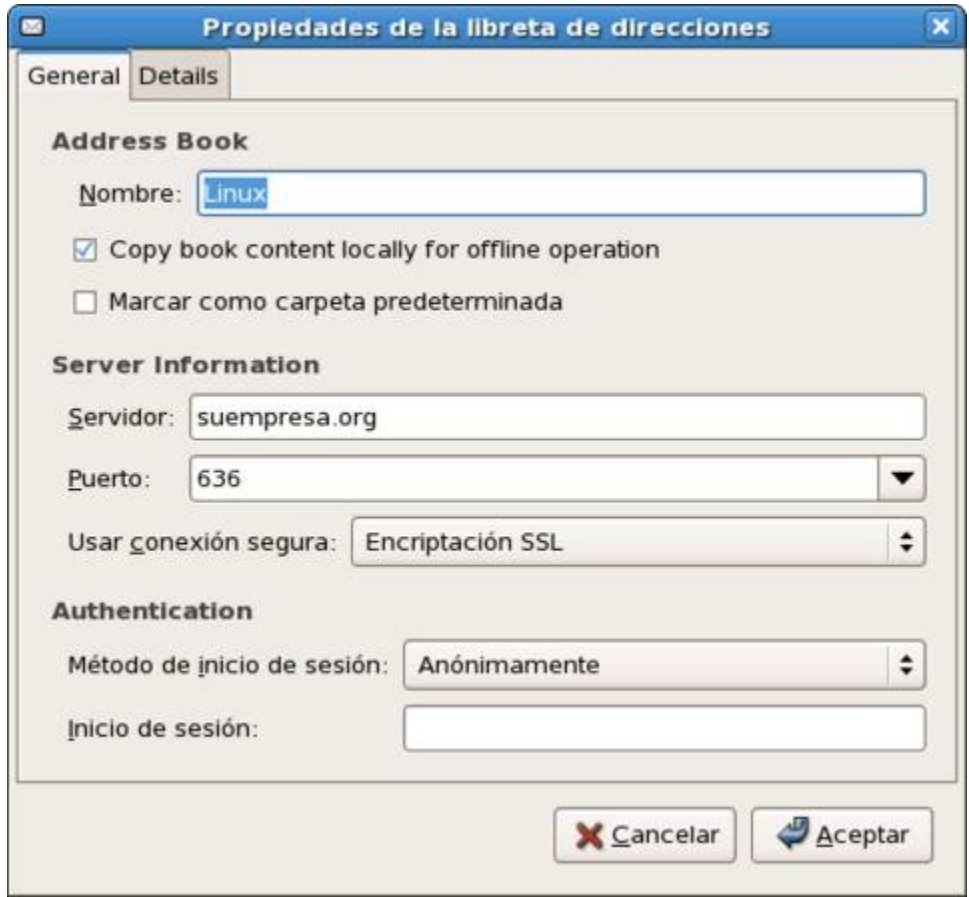 Propiedades de la libreta de direcciones
General Details
Address Book
Nombre: Linux
Copy book content locally for offline operation
Marcar como carpeta predeterminada
Server Information
Servidor: suempresa.org
Puerto: 636
Usar conexión segura: Encriptación SSL
Authentication
Método de inicio de sesión: Anónimamente
Inicio de sesión:
Cancelar Aceptar